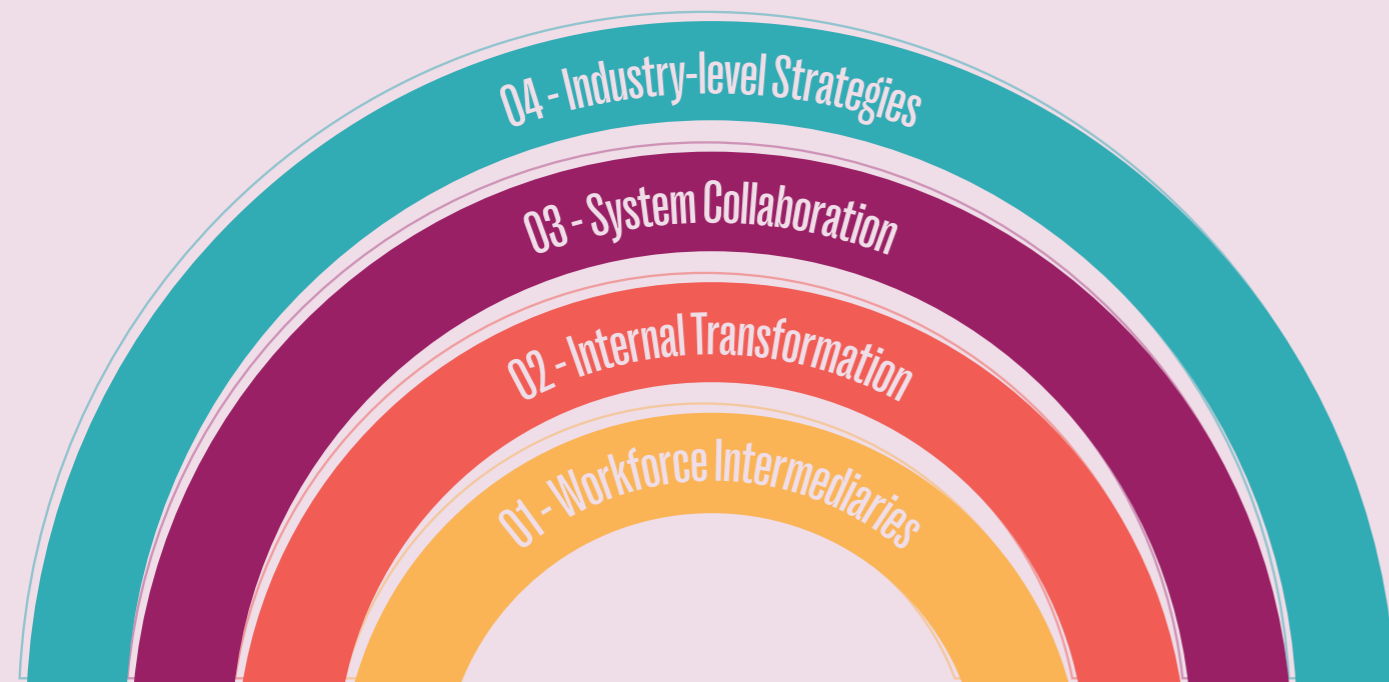 04 - Industry-level Strategies
03 - System Collaboration
02 - Internal Transformation
01 - Workforce Intermediaries